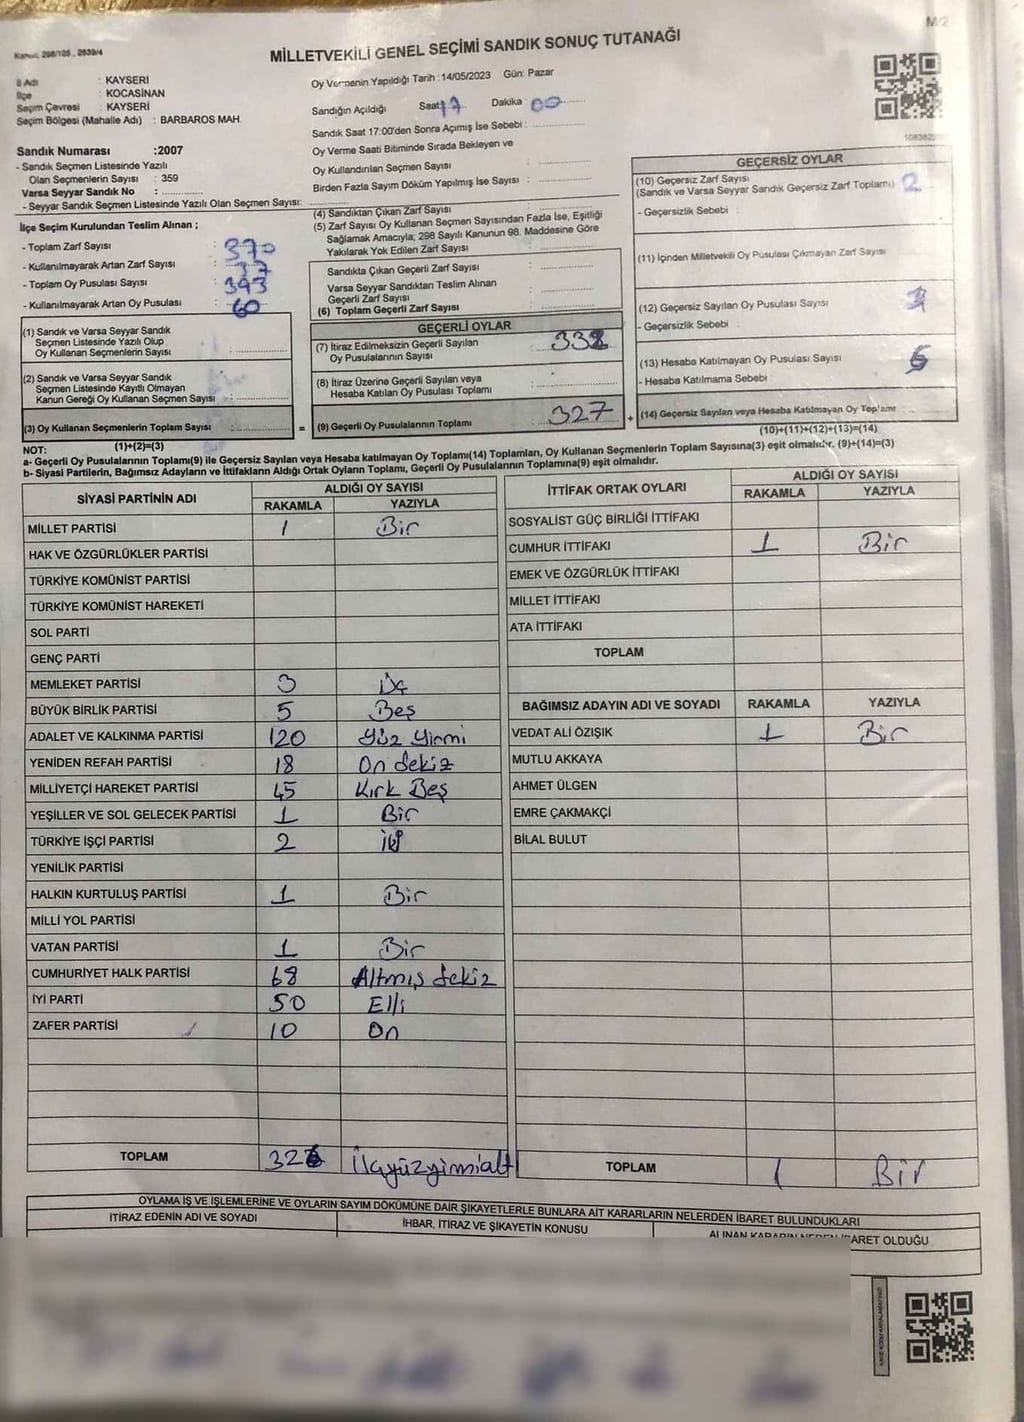 M/2
Kanun, 298/105 , 2839/4
MİLLETVEKİLİ GENEL SEÇİMİ SANDIK SONUÇ TUTANAĞI
İl Adı : KAYSERİ
İlçe : KOCASİNAN
Seçim Çevresi : KAYSERİ
Seçim Bölgesi (Mahalle Adı) : BARBAROS MAH.
Sandık Numarası :2007
- Sandık Seçmen Listesinde Yazılı
Olan Seçmenlerin Sayısı : 359
Varsa Seyyar Sandık No : ..............
- Seyyar Sandık Seçmen Listesinde Yazılı Olan Seçmen Sayısı: ..............
Oy Vermenin Yapıldığı Tarih :14/05/2023 Gün: Pazar
Sandığın Açıldığı Saat 17 Dakika : 00
Sandık Saat 17:00'den Sonra Açımış İse Sebebi : ..............
Oy Verme Saati Bitiminde Sırada Bekleyen ve
Oy Kullandırılan Seçmen Sayısı : ..............
Birden Fazla Sayım Döküm Yapılmış İse Sayısı : ..............
İlçe Seçim Kurulundan Teslim Alınan ;
- Toplam Zarf Sayısı : 370
- Kullanılmayarak Artan Zarf Sayısı :
- Toplam Oy Pusulası Sayısı : 393
- Kullanılmayarak Artan Oy Pusulası : 60
(1) Sandık ve Varsa Seyyar Sandık
Seçmen Listesinde Yazılı Olup
Oy Kullanan Seçmenlerin Sayısı : ..............
(2) Sandık ve Varsa Seyyar Sandık
Seçmen Listesinde Kayıtlı Olmayan
Kanun Gereği Oy Kullanan Seçmen Sayısı : ..............
(3) Oy Kullanan Seçmenlerin Toplam Sayısı : ..............
(1)+(2)=(3)
(4) Sandıktan Çıkan Zarf Sayısı : ..............
(5) Zarf Sayısı Oy Kullanan Seçmen Sayısından Fazla İse, Eşitliği
Sağlamak Amacıyla; 298 Sayılı Kanunun 98. Maddesine Göre
Yakılarak Yok Edilen Zarf Sayısı : ..............
Sandıkta Çıkan Geçerli Zarf Sayısı : ..............
Varsa Seyyar Sandıktan Teslim Alınan
Geçerli Zarf Sayısı : ..............
(6) Toplam Geçerli Zarf Sayısı : ..............
GEÇERLİ OYLAR
(7) İtiraz Edilmeksizin Geçerli Sayılan
Oy Pusulalarının Sayısı :
(8) İtiraz Üzerine Geçerli Sayılan veya
Hesaba Katılan Oy Pusulası Toplamı : ..............
= (9) Geçerli Oy Pusulalarının Toplamı : 327
GEÇERSİZ OYLAR
(10) Geçersiz Zarf Sayısı
(Sandık ve Varsa Seyyar Sandık Geçersiz Zarf Toplamı) : 2
- Geçersizlik Sebebi :
(11) İçinden Milletvekili Oy Pusulası Çıkmayan Zarf Sayısı
(12) Geçersiz Sayılan Oy Pusulası Sayısı
- Geçersizlik Sebebi :
(13) Hesaba Katılmayan Oy Pusulası Sayısı
- Hesaba Katılmama Sebebi :
+ (14) Geçersiz Sayılan veya Hesaba Katılmayan Oy Toplamı
(10)+(11)+(12)+(13)=(14)
NOT:
a- Geçerli Oy Pusulalarının Toplamı(9) ile Geçersiz Sayılan veya Hesaba katılmayan Oy Toplamı(14) Toplamları, Oy Kullanan Seçmenlerin Toplam Sayısına(3) eşit olmalıdır, (9)+(14)=(3)
b- Siyasi Partilerin, Bağımsız Adayların ve İttifakların Aldığı Ortak Oyların Toplamı, Geçerli Oy Pusulalarının Toplamına(9) eşit olmalıdır.
SİYASİ PARTİNİN ADI ALDIĞI OY SAYISI
RAKAMLA YAZIYLA
MİLLET PARTİSİ 1 Bir
HAK VE ÖZGÜRLÜKLER PARTİSİ
TÜRKİYE KOMÜNİST PARTİSİ
TÜRKİYE KOMÜNİST HAREKETİ
SOL PARTİ
GENÇ PARTİ
MEMLEKET PARTİSİ 3 Üç
BÜYÜK BİRLİK PARTİSİ 5 Beş
ADALET VE KALKINMA PARTİSİ 120 Yüz Yirmi
YENİDEN REFAH PARTİSİ 18 On Sekiz
MİLLİYETÇİ HAREKET PARTİSİ 45 Kırk Beş
YEŞİLLER VE SOL GELECEK PARTİSİ 1 Bir
TÜRKİYE İŞÇİ PARTİSİ 2 İki
YENİLİK PARTİSİ
HALKIN KURTULUŞ PARTİSİ 1 Bir
MİLLİ YOL PARTİSİ
VATAN PARTİSİ 1 Bir
CUMHURİYET HALK PARTİSİ 68 Altmış Sekiz
İYİ PARTİ 50 Elli
ZAFER PARTİSİ 10 On
TOPLAM 326 Üçyüzyirmialtı
İTTİFAK ORTAK OYLARI ALDIĞI OY SAYISI
RAKAMLA YAZIYLA
SOSYALİST GÜÇ BİRLİĞİ İTTİFAKI
CUMHUR İTTİFAKI 1 Bir
EMEK VE ÖZGÜRLÜK İTTİFAKI
MİLLET İTTİFAKI
ATA İTTİFAKI
TOPLAM
BAĞIMSIZ ADAYIN ADI VE SOYADI RAKAMLA YAZIYLA
VEDAT ALİ ÖZIŞIK 1 Bir
MUTLU AKKAYA
AHMET ÜLGEN
EMRE ÇAKMAKÇİ
BİLAL BULUT
TOPLAM 1 Bir
OYLAMA İŞ VE İŞLEMLERİNE VE OYLARIN SAYIM DÖKÜMÜNE DAİR ŞİKAYETLERLE BUNLARA AİT KARARLARIN NELERDEN İBARET BULUNDUKLARI
İTİRAZ EDENİN ADI VE SOYADI İHBAR, İTİRAZ VE ŞİKAYETİN KONUSU ALINAN KARARIN NEDEN İBARET OLDUĞU